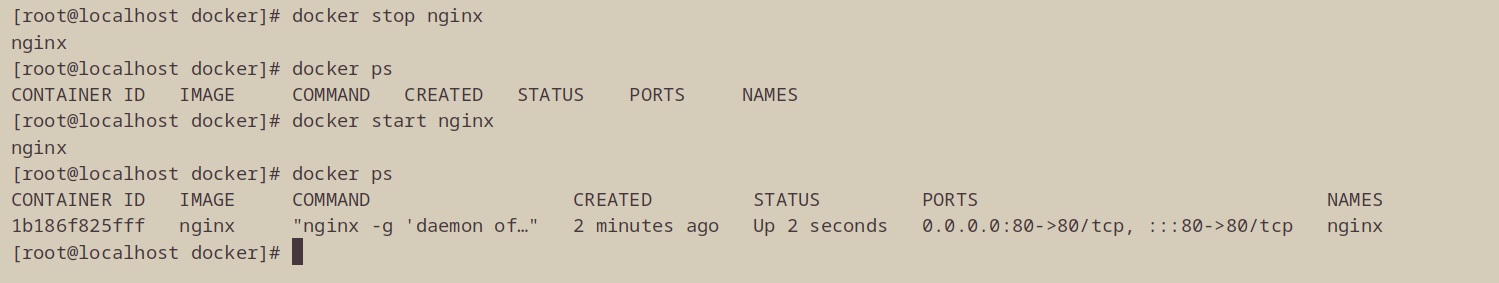 [root@localhost docker]# docker stop nginx
nginx
[root@localhost docker]# docker ps
CONTAINER ID   IMAGE     COMMAND   CREATED   STATUS    PORTS     NAMES
[root@localhost docker]# docker start nginx
nginx
[root@localhost docker]# docker ps
CONTAINER ID   IMAGE     COMMAND                  CREATED         STATUS         PORTS                               NAMES
1b186f825fff   nginx     "nginx -g 'daemon of…"   2 minutes ago   Up 2 seconds   0.0.0.0:80->80/tcp, :::80->80/tcp   nginx
[root@localhost docker]#